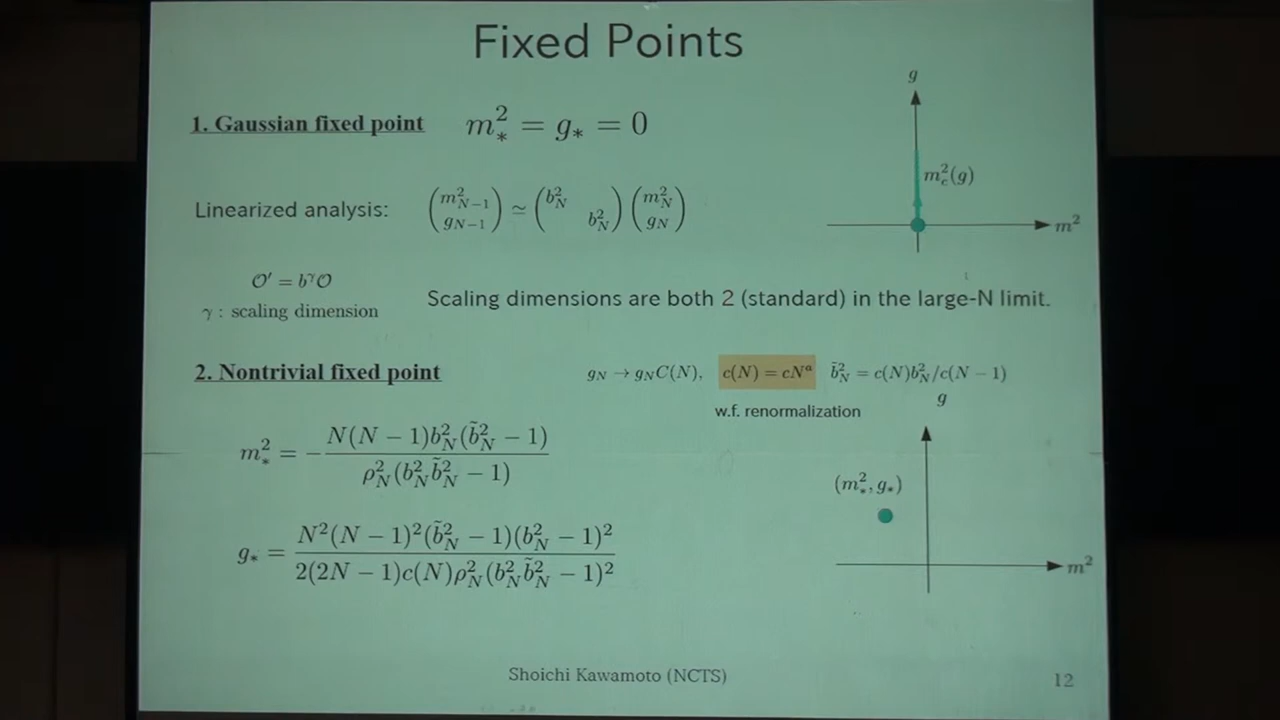 Fixed Points
1. Gaussian fixed point m²_* = g_* = 0
g
m²_c(g)
m²
Linearized analysis: (m²_{N−1} g_{N−1}) ≃ (b²_N b²_N) (m²_N g_N)
O′ = b^γ O
γ : scaling dimension
Scaling dimensions are both 2 (standard) in the large-N limit.
2. Nontrivial fixed point g_N → g_N C(N), c(N) = cN^a b̃²_N = c(N)b²_N/c(N − 1)
w.f. renormalization
m²_* = − N(N − 1)b²_N(b̃²_N − 1) / ρ²_N(b²_N b̃²_N − 1)
g_* = N²(N − 1)²(b̃²_N − 1)(b²_N − 1)² / 2(2N − 1)c(N)ρ²_N(b²_N b̃²_N − 1)²
g
(m²_*, g_*)
m²
Shoichi Kawamoto (NCTS)
12